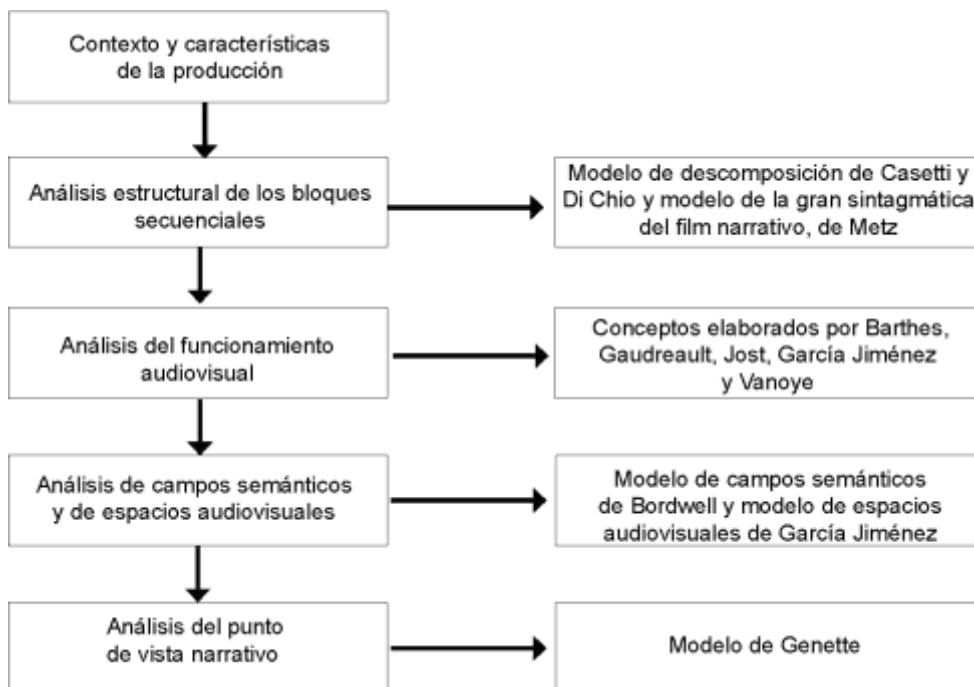 Contexto y características
de la producción
Análisis estructural de los bloques
secuenciales
Modelo de descomposición de Casetti y
Di Chio y modelo de la gran sintagmática
del film narrativo, de Metz
Análisis del funcionamiento
audiovisual
Conceptos elaborados por Barthes,
Gaudreault, Jost, García Jiménez
y Vanoye
Análisis de campos semánticos
y de espacios audiovisuales
Modelo de campos semánticos
de Bordwell y modelo de espacios
audiovisuales de García Jiménez
Análisis del punto
de vista narrativo
Modelo de Genette